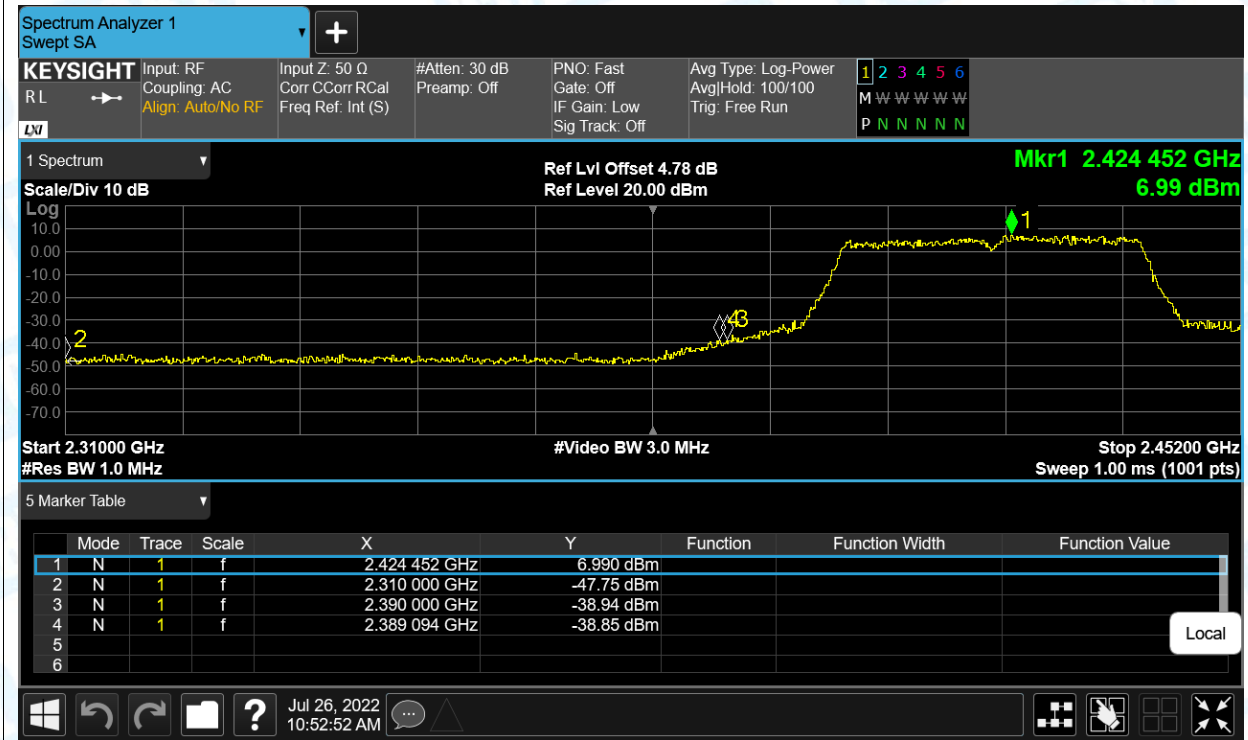 Spectrum Analyzer 1
Swept SA
+
KEYSIGHT
R L
LXI
Input: RF
Coupling: AC
Align: Auto/No RF
Input Z: 50 Ω
Corr CCorr RCal
Freq Ref: Int (S)
#Atten: 30 dB
Preamp: Off
PNO: Fast
Gate: Off
IF Gain: Low
Sig Track: Off
Avg Type: Log-Power
Avg|Hold: 100/100
Trig: Free Run
1 2 3 4 5 6
M W W W W W
P N N N N N N
1 Spectrum
Scale/Div 10 dB
Ref Lvl Offset 4.78 dB
Ref Level 20.00 dBm
Mkr1 2.424 452 GHz
6.99 dBm
Log
10.0
0.00
-10.0
-20.0
-30.0
-40.0
-50.0
-60.0
-70.0
1
2
43
Start 2.31000 GHz
#Video BW 3.0 MHz
Stop 2.45200 GHz
#Res BW 1.0 MHz
Sweep 1.00 ms (1001 pts)
5 Marker Table
Mode Trace Scale X Y Function Function Width Function Value
1 N 1 f 2.424 452 GHz 6.990 dBm
2 N 1 f 2.310 000 GHz -47.75 dBm
3 N 1 f 2.390 000 GHz -38.94 dBm
4 N 1 f 2.389 094 GHz -38.85 dBm
5
6
Local
?
Jul 26, 2022
10:52:52 AM